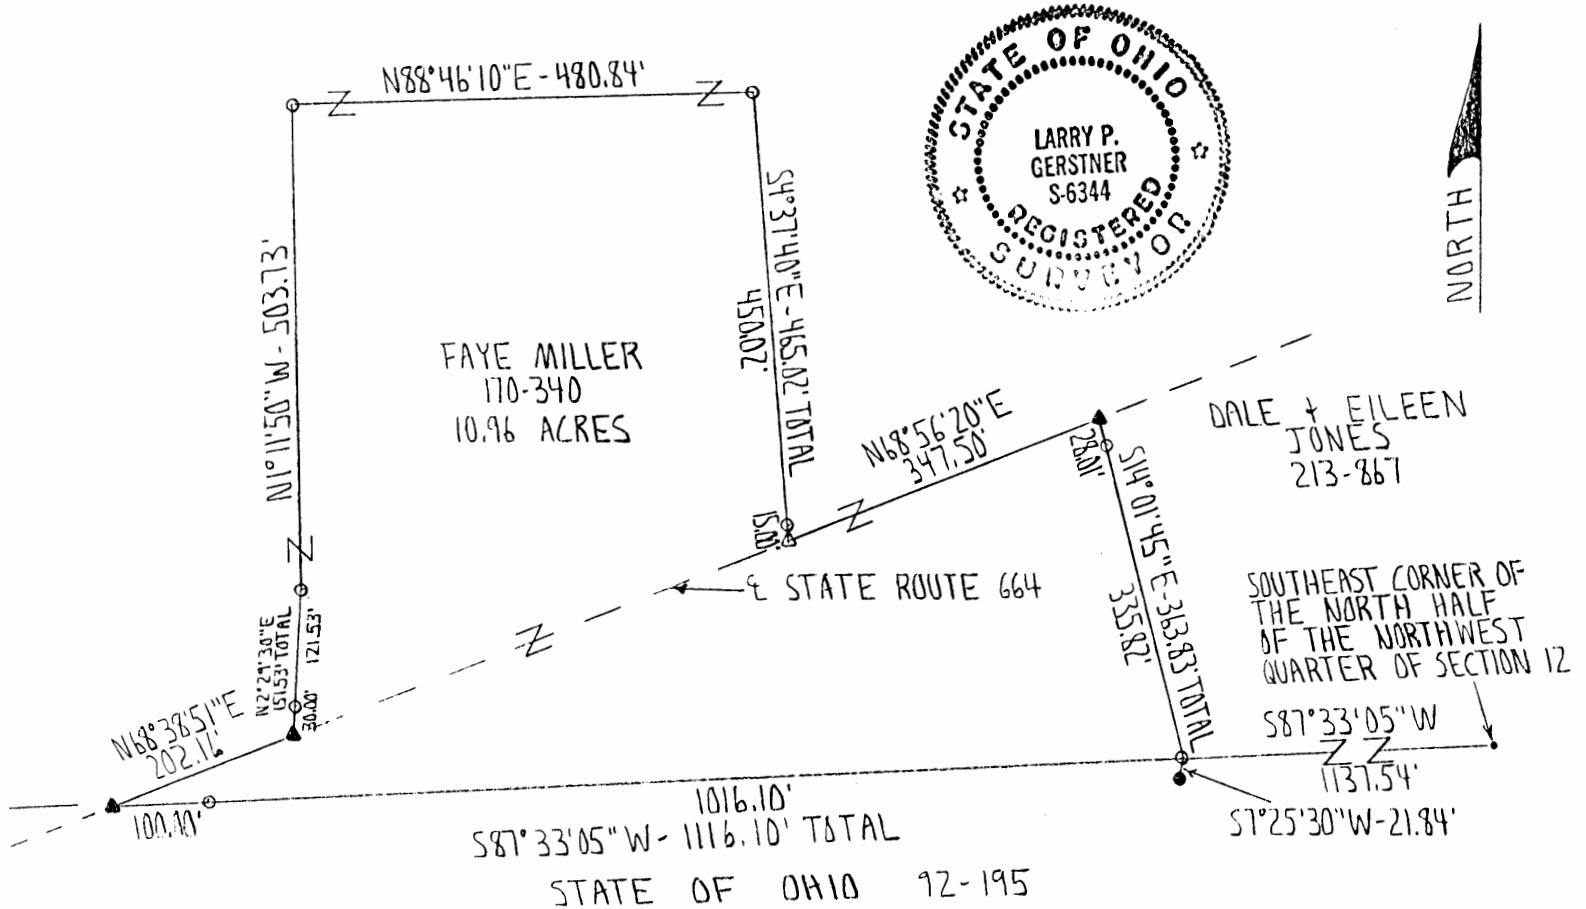 N88°46'10"E - 480.84'
STATE OF OHIO
LARRY P.
GERSTNER
S-6344
REGISTERED
SURVEYOR
NORTH
N1°11'50"W - 503.73'
S4°37'40"E - 465.02' TOTAL
450.02'
FAYE MILLER
170-340
10.96 ACRES
N68°56'20"E
347.50'
DALE + EILEEN
JONES
213-867
28.01'
S14°01'45"E - 363.83' TOTAL
335.82'
15.00'
℄ STATE ROUTE 664
SOUTHEAST CORNER OF
THE NORTH HALF
OF THE NORTHWEST
QUARTER OF SECTION 12
N2°29'30"E
151.53' TOTAL
121.53'
30.00'
N68°38'51"E
202.16'
S87°33'05"W
1137.54'
100.00'
1016.10'
S87°33'05"W - 1116.10' TOTAL
S7°25'30"W - 21.84'
STATE OF OHIO 92-195